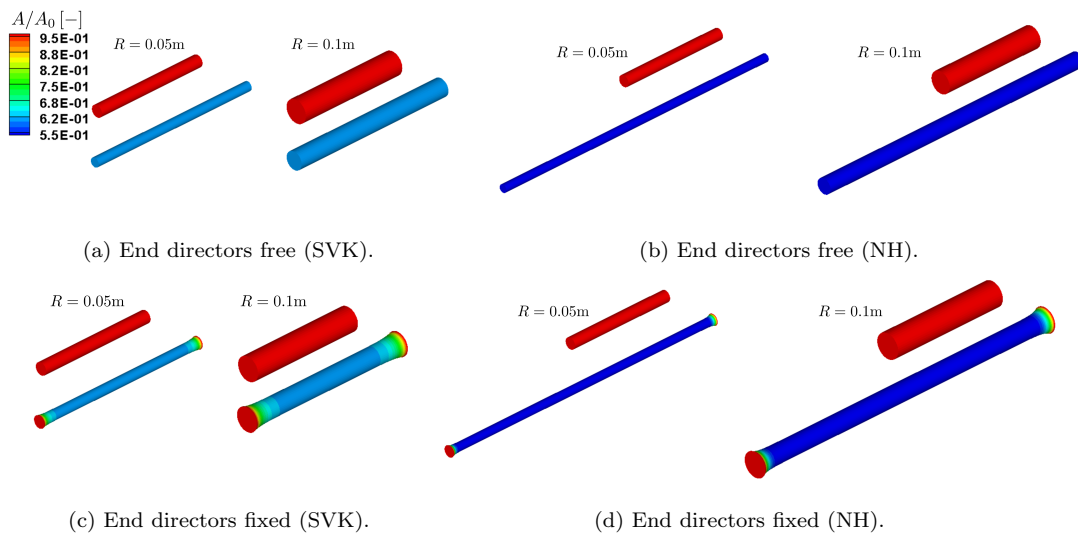 A/A₀ [−]
9.5E-01
8.8E-01
8.2E-01
7.5E-01
6.8E-01
6.2E-01
5.5E-01
R = 0.05m
R = 0.1m
R = 0.05m
R = 0.1m
(a) End directors free (SVK).
(b) End directors free (NH).
R = 0.05m
R = 0.1m
R = 0.05m
R = 0.1m
(c) End directors fixed (SVK).
(d) End directors fixed (NH).